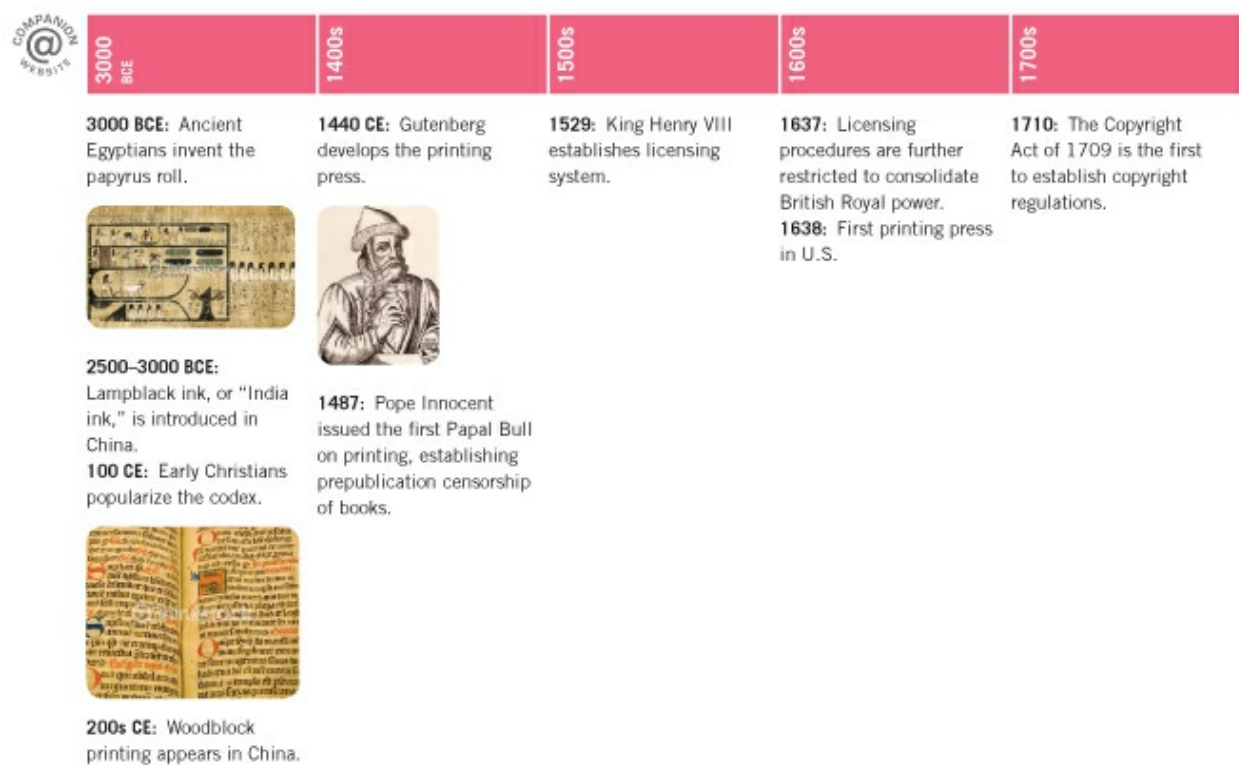 COMPANION
@
WEBSITE
3000
BCE
1400s
1500s
1600s
1700s
3000 BCE: Ancient
Egyptians invent the
papyrus roll.
2500–3000 BCE:
Lampblack ink, or “India
ink,” is introduced in
China.
100 CE: Early Christians
popularize the codex.
200s CE: Woodblock
printing appears in China.
1440 CE: Gutenberg
develops the printing
press.
1487: Pope Innocent
issued the first Papal Bull
on printing, establishing
prepublication censorship
of books.
1529: King Henry VIII
establishes licensing
system.
1637: Licensing
procedures are further
restricted to consolidate
British Royal power.
1638: First printing press
in U.S.
1710: The Copyright
Act of 1709 is the first
to establish copyright
regulations.